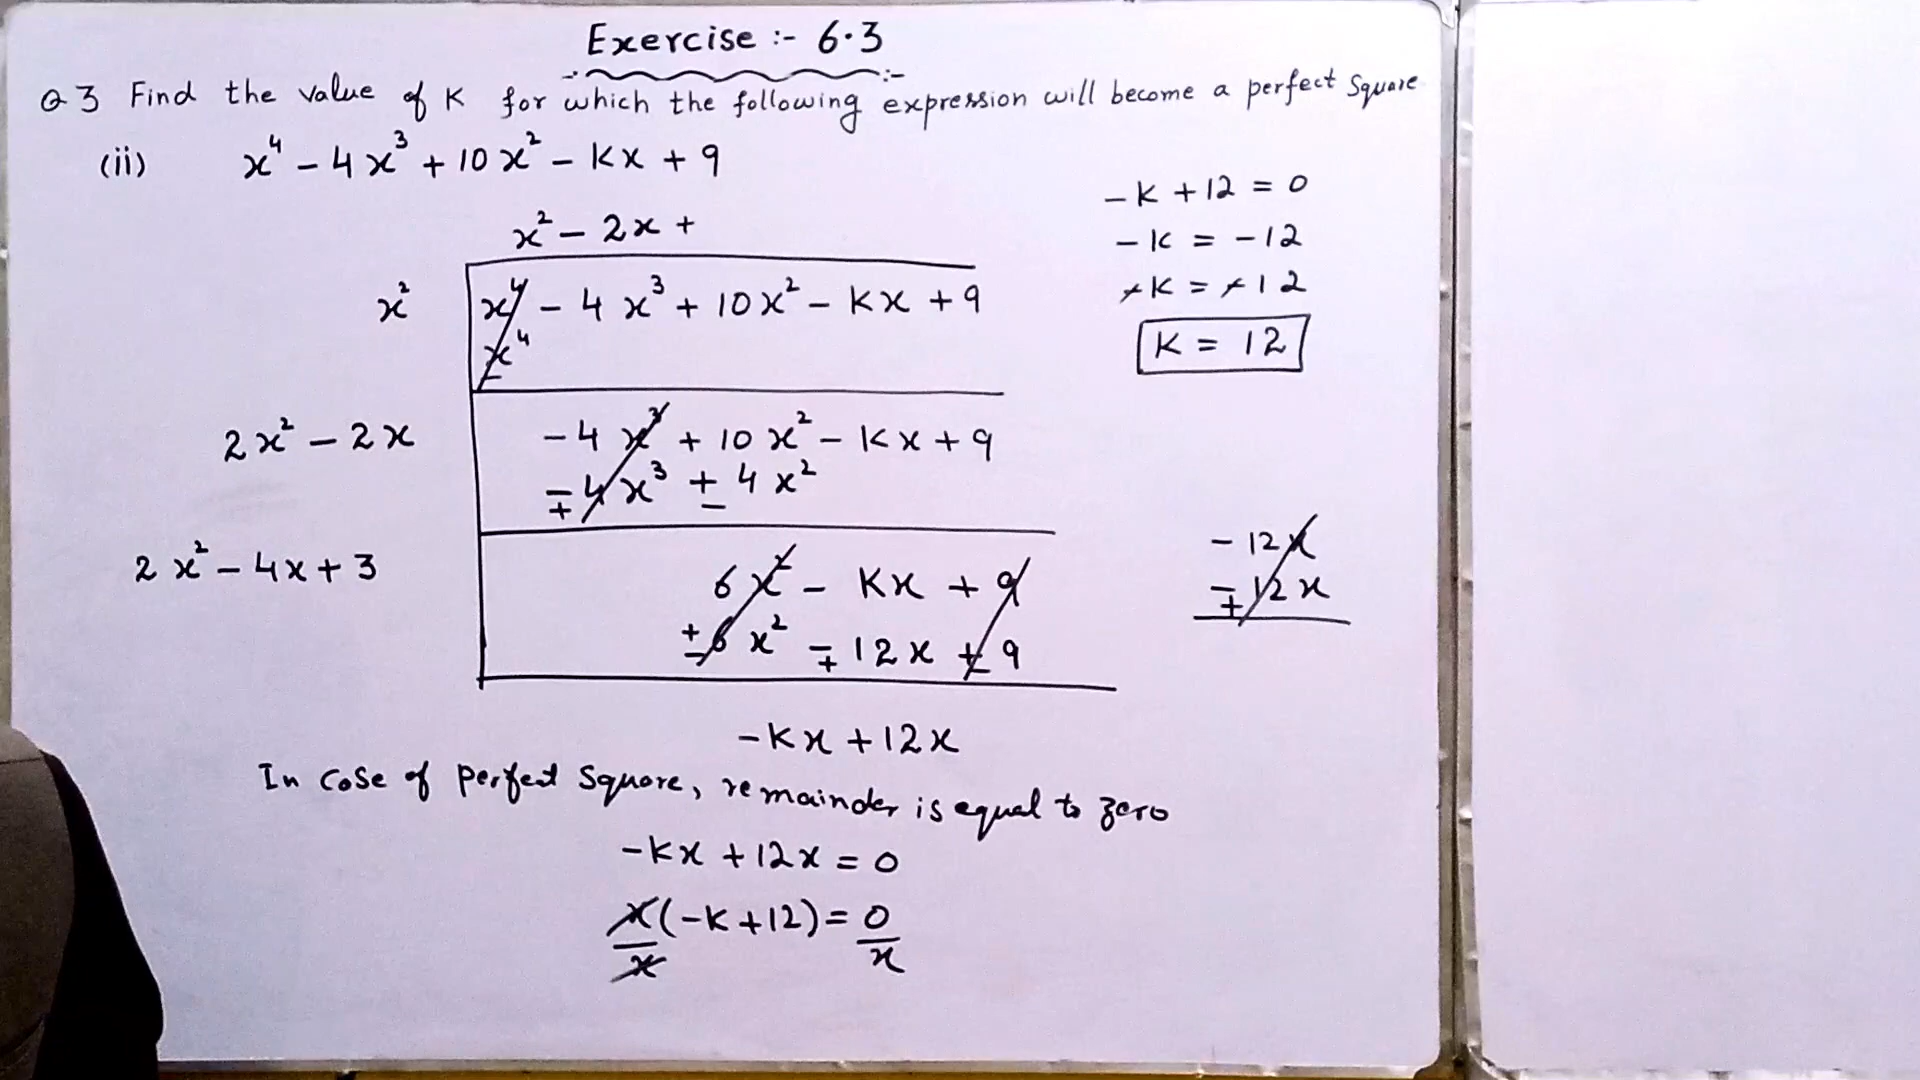 Exercise :- 6.3
Q 3 Find the value of K for which the following expression will become a perfect Square
(ii) x⁴ - 4x³ + 10x² - Kx + 9
x² - 2x +
x² x⁴ - 4x³ + 10x² - Kx + 9
- x⁴
2x² - 2x -4x³ + 10x² - Kx + 9
∓4x³ ± 4x²
2x² - 4x + 3 6x² - Kx + 9
±6x² ∓ 12x ± 9
-Kx + 12x
In case of perfect Square, remainder is equal to zero
-Kx + 12x = 0
x(-K+12)/x = 0/x
-K + 12 = 0
-K = -12
-K = -12
K = 12
- 12x
∓ 12x